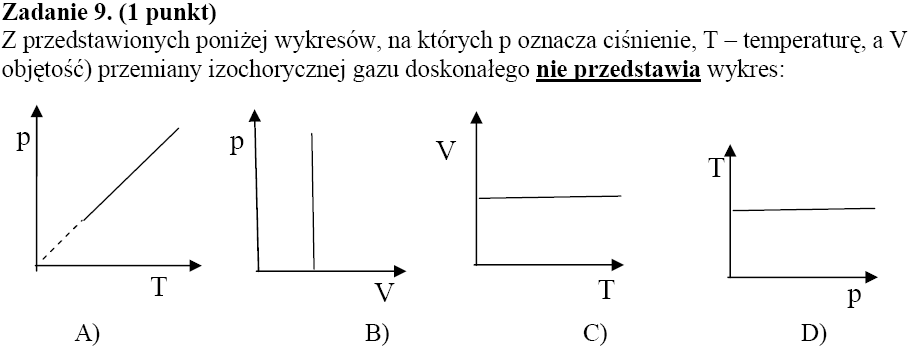 Zadanie 9. (1 punkt)
Z przedstawionych poniżej wykresów, na których p oznacza ciśnienie, T – temperaturę, a V
objętość) przemiany izochorycznej gazu doskonałego nie przedstawia wykres:
p
T
p
V
V
T
T
p
A)
B)
C)
D)